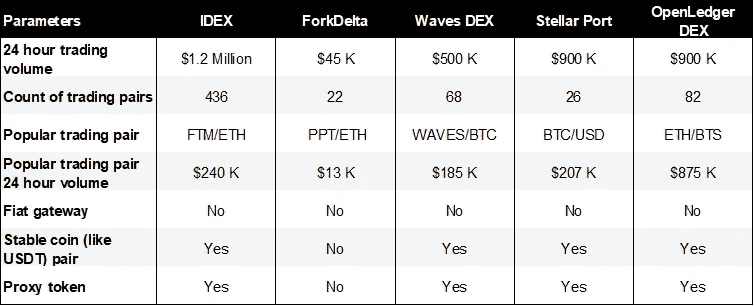 Parameters IDEX ForkDelta Waves DEX Stellar Port OpenLedger DEX
24 hour trading volume $1.2 Million $45 K $500 K $900 K $900 K
Count of trading pairs 436 22 68 26 82
Popular trading pair FTM/ETH PPT/ETH WAVES/BTC BTC/USD ETH/BTS
Popular trading pair 24 hour volume $240 K $13 K $185 K $207 K $875 K
Fiat gateway No No No No No
Stable coin (like USDT) pair Yes No Yes Yes Yes
Proxy token Yes No Yes Yes Yes